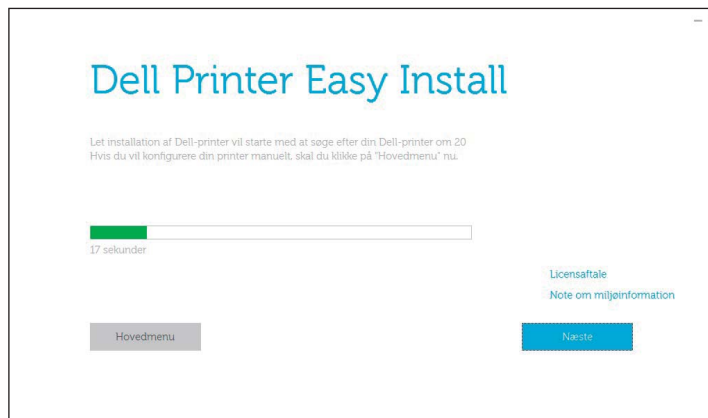 Dell Printer Easy Install
Let installation af Dell-printer vil starte med at søge efter din Dell-printer om 20
Hvis du vil konfigurere din printer manuelt, skal du klikke på "Hovedmenu" nu.
17 sekunder
Licensaftale
Note om miljøinformation
Hovedmenu
Næste